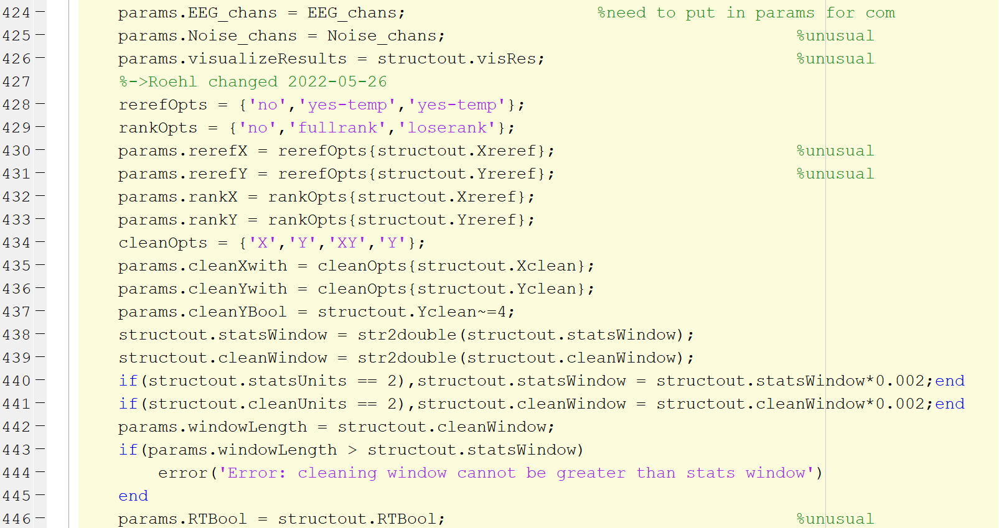 424 — params.EEG_chans = EEG_chans; %need to put in params for com
425 — params.Noise_chans = Noise_chans; %unusual
426 — params.visualizeResults = structout.visRes; %unusual
427 %->Roehl changed 2022-05-26
428 — rerefOpts = {'no','yes-temp','yes-temp'};
429 — rankOpts = {'no','fullrank','loserank'};
430 — params.rerefX = rerefOpts{structout.Xreref}; %unusual
431 — params.rerefY = rerefOpts{structout.Yreref}; %unusual
432 — params.rankX = rankOpts{structout.Xreref};
433 — params.rankY = rankOpts{structout.Yreref};
434 — cleanOpts = {'X','Y','XY','Y'};
435 — params.cleanXwith = cleanOpts{structout.Xclean};
436 — params.cleanYwith = cleanOpts{structout.Yclean};
437 — params.cleanYBool = structout.Yclean~=4;
438 — structout.statsWindow = str2double(structout.statsWindow);
439 — structout.cleanWindow = str2double(structout.cleanWindow);
440 — if(structout.statsUnits == 2),structout.statsWindow = structout.statsWindow*0.002;end
441 — if(structout.cleanUnits == 2),structout.cleanWindow = structout.cleanWindow*0.002;end
442 — params.windowLength = structout.cleanWindow;
443 — if(params.windowLength > structout.statsWindow)
444 — error('Error: cleaning window cannot be greater than stats window')
445 — end
446 — params.RTBool = structout.RTBool; %unusual